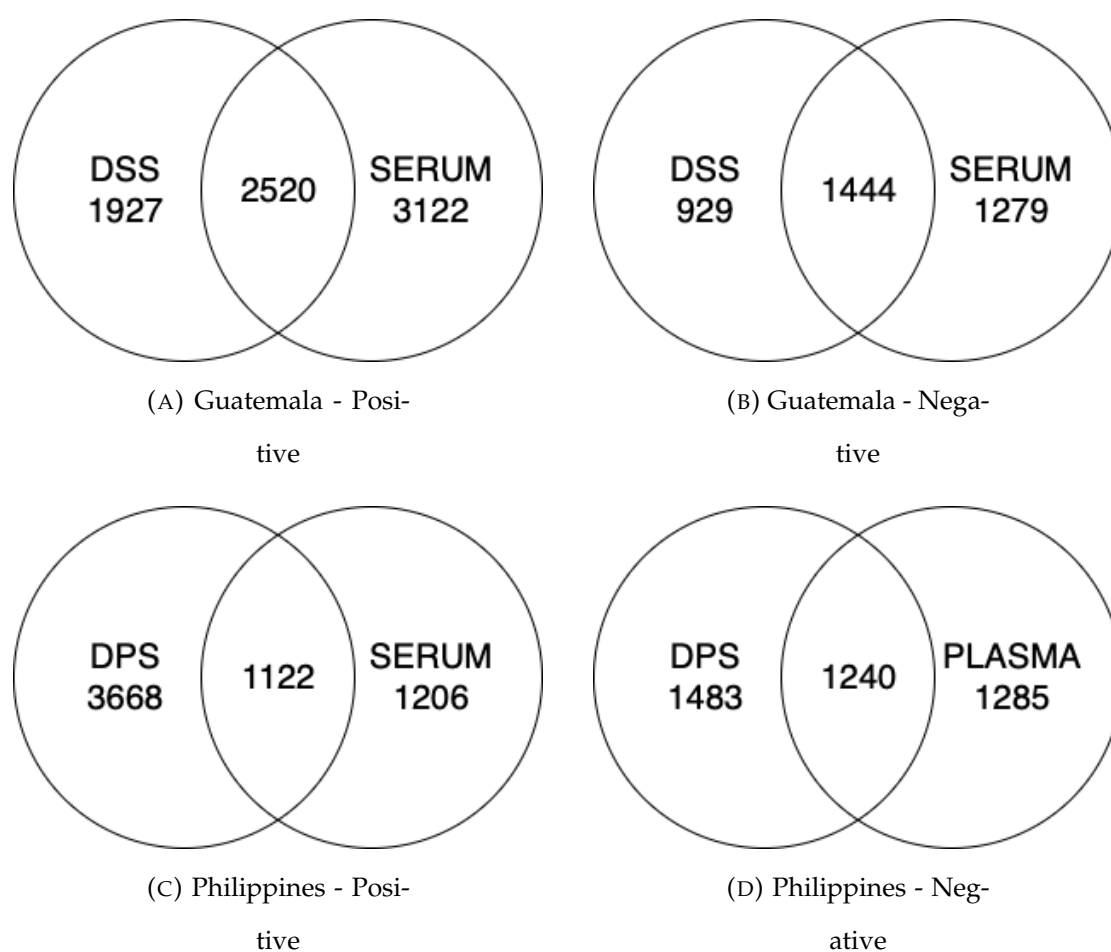 DSS 2520 SERUM
1927 3122
(A) Guatemala - Posi-
tive
DSS 1444 SERUM
929 1279
(B) Guatemala - Nega-
tive
DPS 1122 SERUM
3668 1206
(C) Philippines - Posi-
tive
DPS 1240 PLASMA
1483 1285
(D) Philippines - Neg-
ative